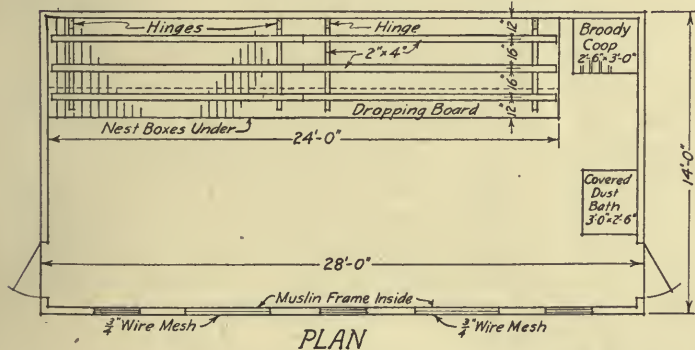 Hinges
Hinge
2"x4"
12"
16"
16"
12"
Broody
Coop
2'-6"x3'-0"
Dropping Board
Nest Boxes Under
24'-0"
14'-0"
Covered
Dust
Bath
3'-0"x2'-6"
28'-0"
Muslin Frame Inside
3/4" Wire Mesh
3/4" Wire Mesh
PLAN